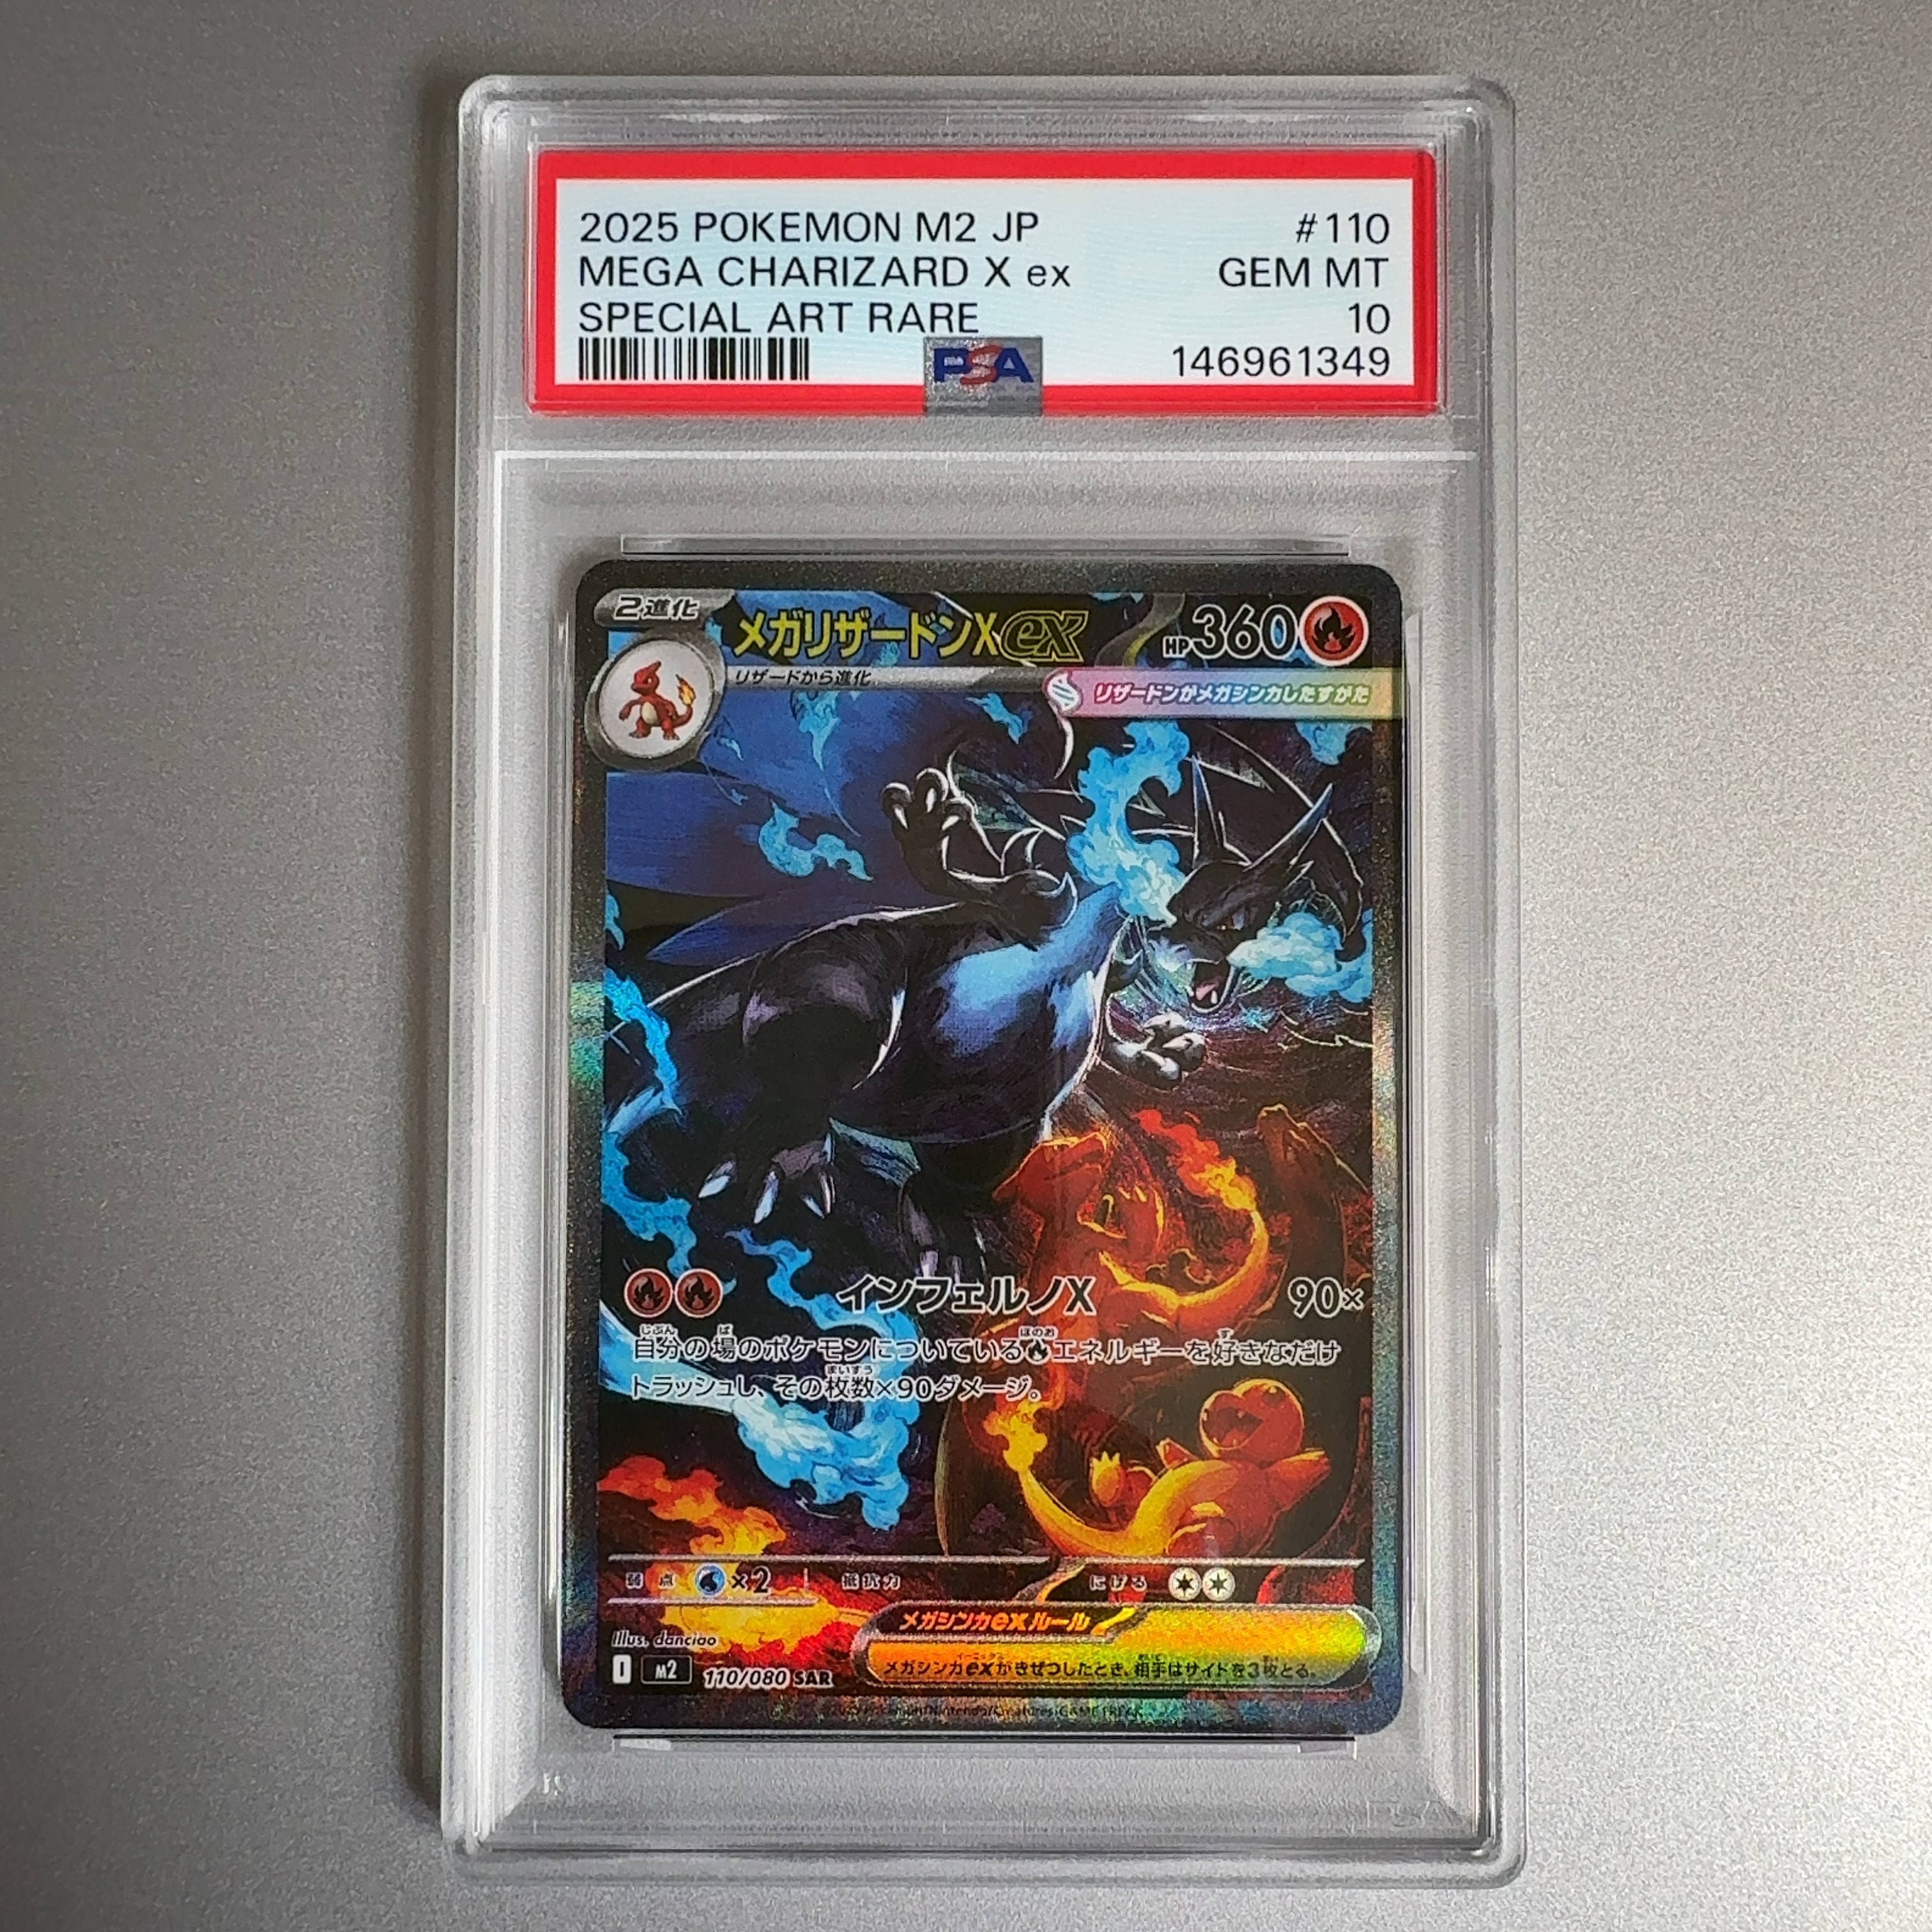 2025 POKEMON M2 JP #110
MEGA CHARIZARD X ex GEM MT
SPECIAL ART RARE 10
PSA 146961349
2進化 メガリザードンXex HP360
リザードから進化
リザードンがメガシンカしたすがた
インフェルノX 90×
自分の場のポケモンについているエネルギーを好きなだけ
トラッシュし、その枚数×90ダメージ。
弱点 ×2 抵抗力 にげる
メガシンカexルール
メガシンカexがきぜつしたとき、相手はサイドを3枚とる。
Illus. danciao
I M2 110/080 SAR